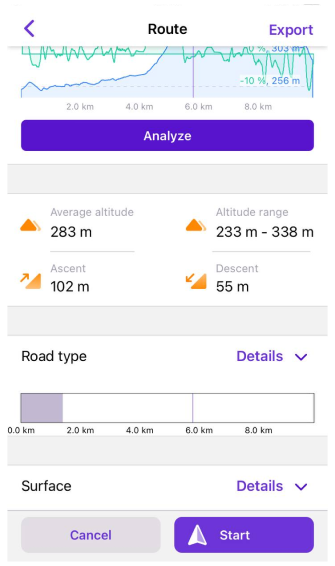 Route
Export
10 %, 303 m
-10 %, 256 m
2.0 km 4.0 km 6.0 km 8.0 km
Analyze
Average altitude
283 m
Altitude range
233 m - 338 m
Ascent
102 m
Descent
55 m
Road type
Details
0.0 km 2.0 km 4.0 km 6.0 km 8.0 km
Surface
Details
Cancel
Start